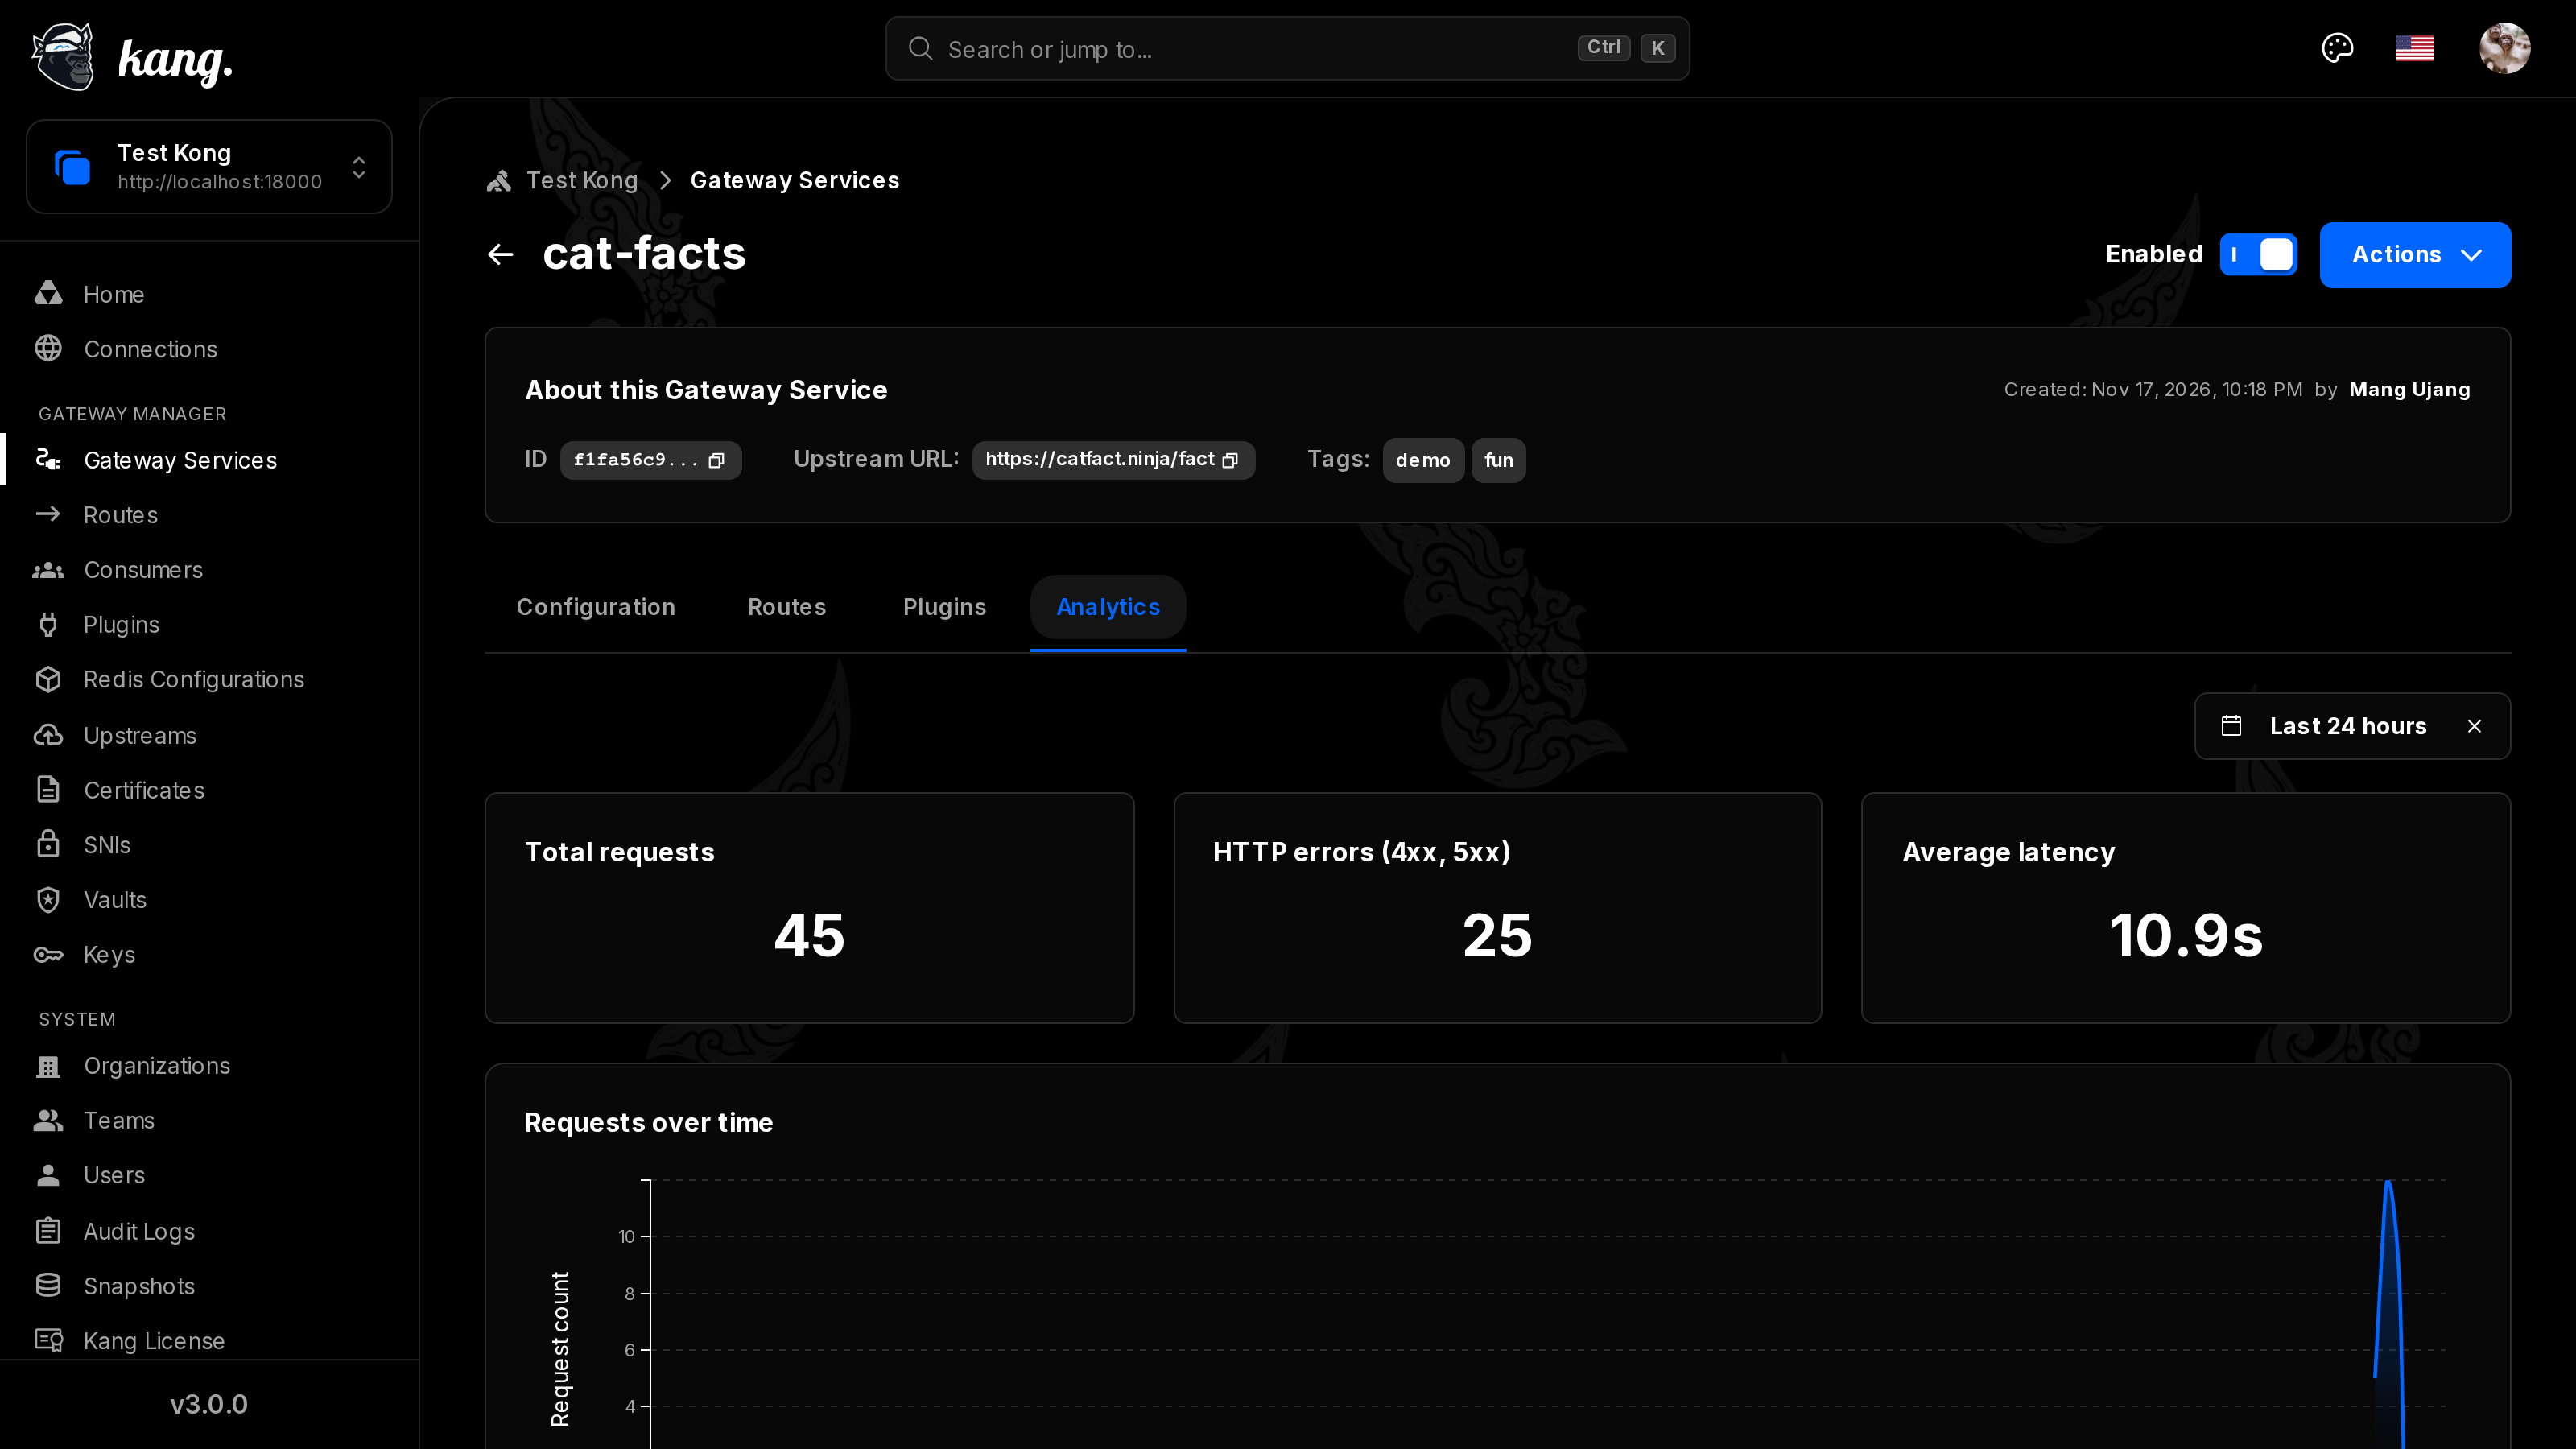 kang.
Search or jump to...
Ctrl K
Test Kong
http://localhost:18000
Home
Connections
GATEWAY MANAGER
Gateway Services
Routes
Consumers
Plugins
Redis Configurations
Upstreams
Certificates
SNIs
Vaults
Keys
SYSTEM
Organizations
Teams
Users
Audit Logs
Snapshots
Kang License
v3.0.0
Test Kong Gateway Services
cat-facts
Enabled
Actions
About this Gateway Service
Created: Nov 17, 2026, 10:18 PM by Mang Ujang
ID f1fa56c9... Upstream URL: https://catfact.ninja/fact Tags: demo fun
Configuration Routes Plugins Analytics
Last 24 hours
Total requests
45
HTTP errors (4xx, 5xx)
25
Average latency
10.9s
Requests over time
Request count
10
8
6
4